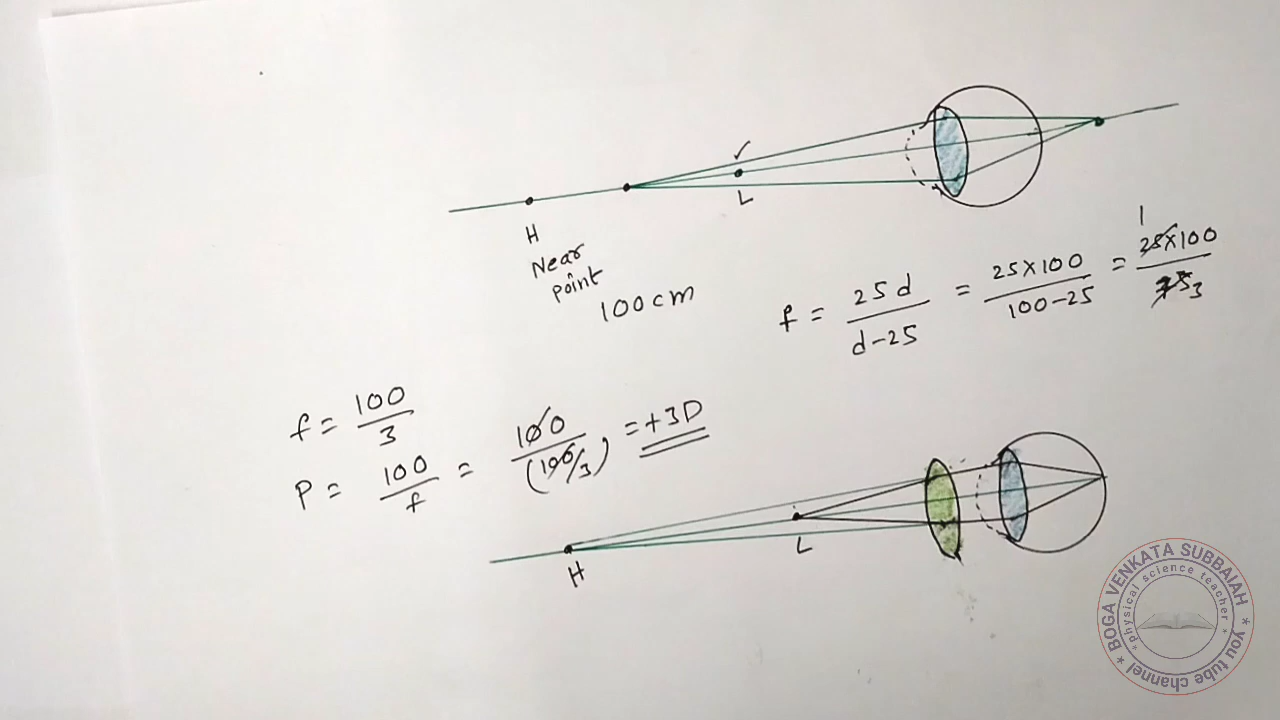 L
H
Near
point
100cm
f = 25d/d-25 = 25×100/100-25 = 25×100/75 1 3
f = 100/3
P = 100/f = 100/(100/3) = +3D
L
H
* BOGA VENKATA SUBBAIAH * you tube channel
* physical science teacher *